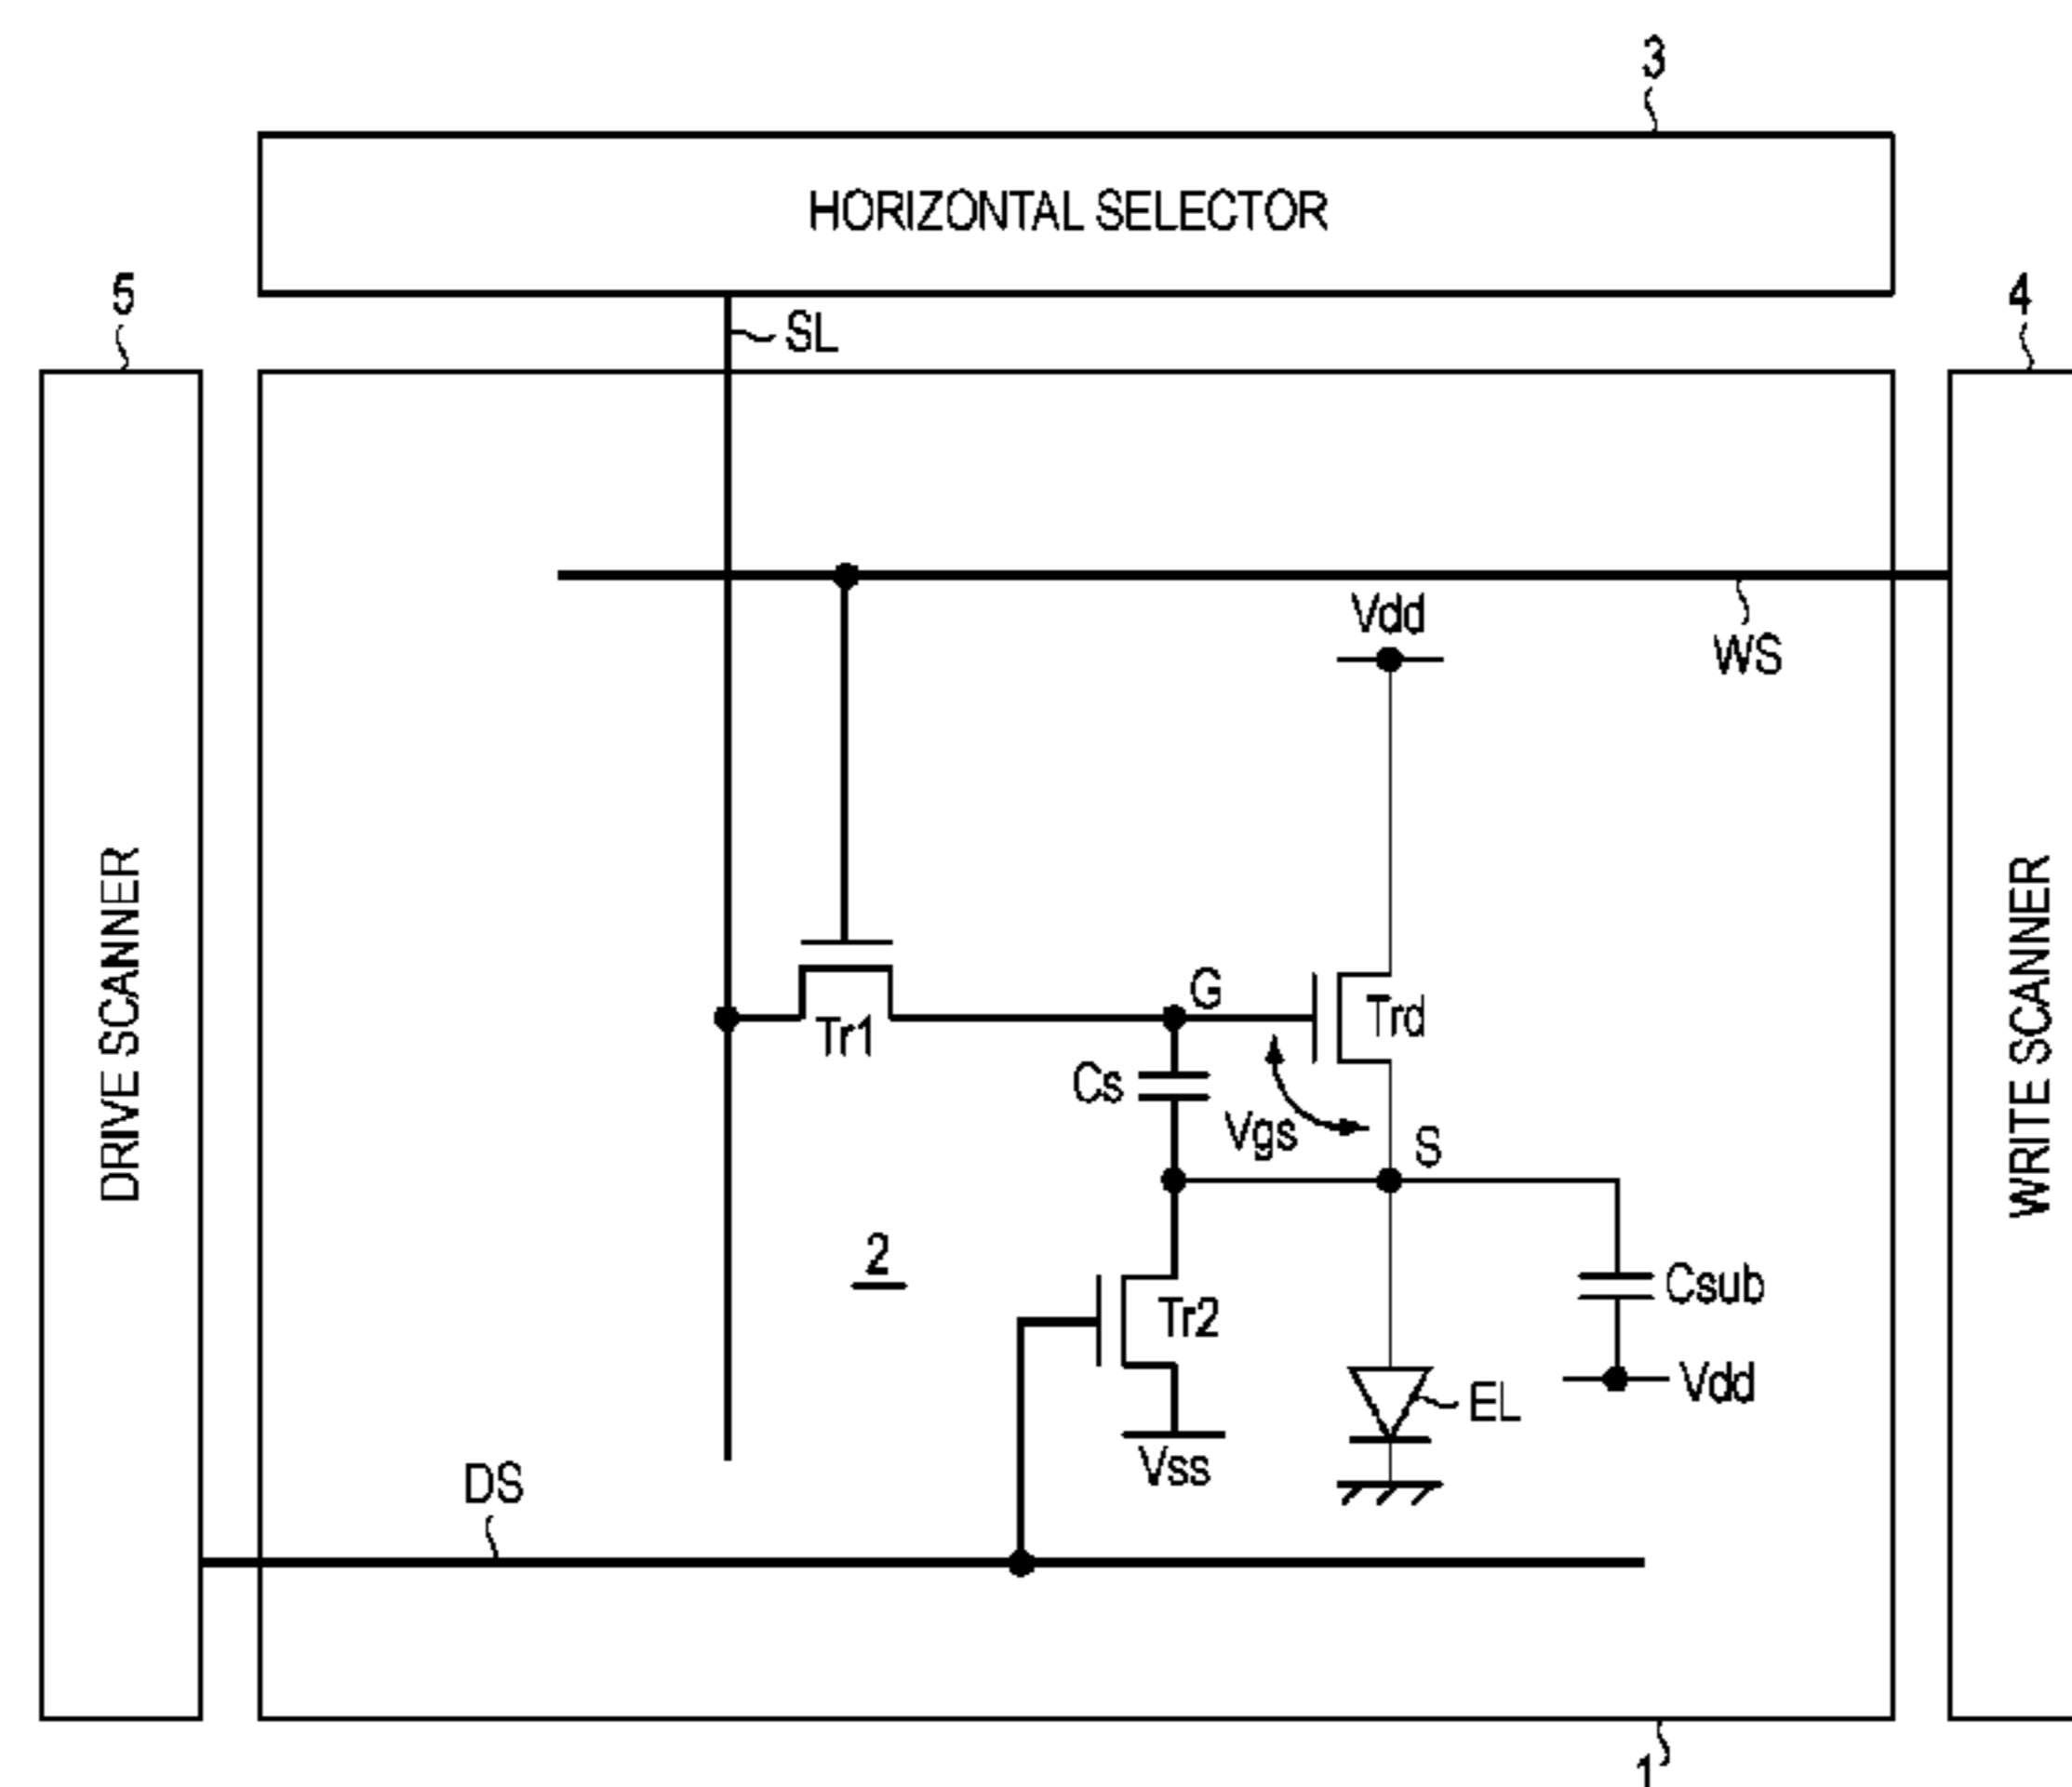 3
HORIZONTAL SELECTOR
5
4
SL
Vdd
WS
DRIVE SCANNER
WRITE SCANNER
G
Trd
Tr1
Cs
Vgs
S
2
Tr2
Csub
EL
Vdd
Vss
DS
1